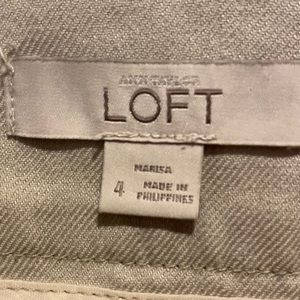 ANN TAYLOR
LOFT
MARISA
4 MADE IN
PHILIPPINES